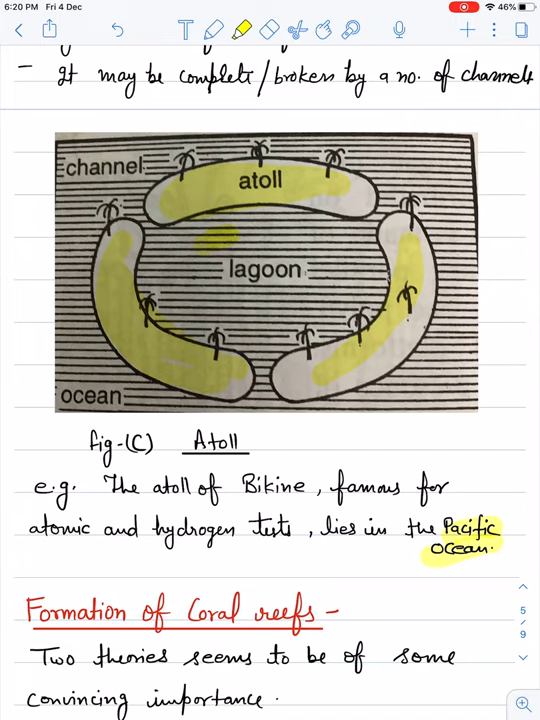 6:20 PM Fri 4 Dec
46%
- It may be complete/broken by a no. of channels
channel
atoll
lagoon
ocean
fig-(C) Atoll
e.g. The atoll of Bikine, famous for
atomic and hydrogen tests, lies in the Pacific
ocean.
Formation of Coral reefs -
Two theories seems to be of some
convincing importance.
5
/
9